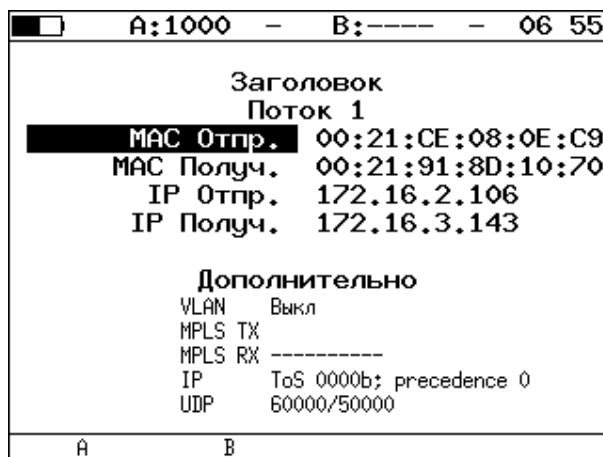 A:1000 – B:---- – 06 55
Заголовок
Поток 1
MAC Отпр. 00:21:CE:08:0E:C9
MAC Получ. 00:21:91:8D:10:70
IP Отпр. 172.16.2.106
IP Получ. 172.16.3.143
Дополнительно
VLAN Выкл
MPLS TX
MPLS RX ----------
IP ToS 0000b; precedence 0
UDP 60000/50000
A B